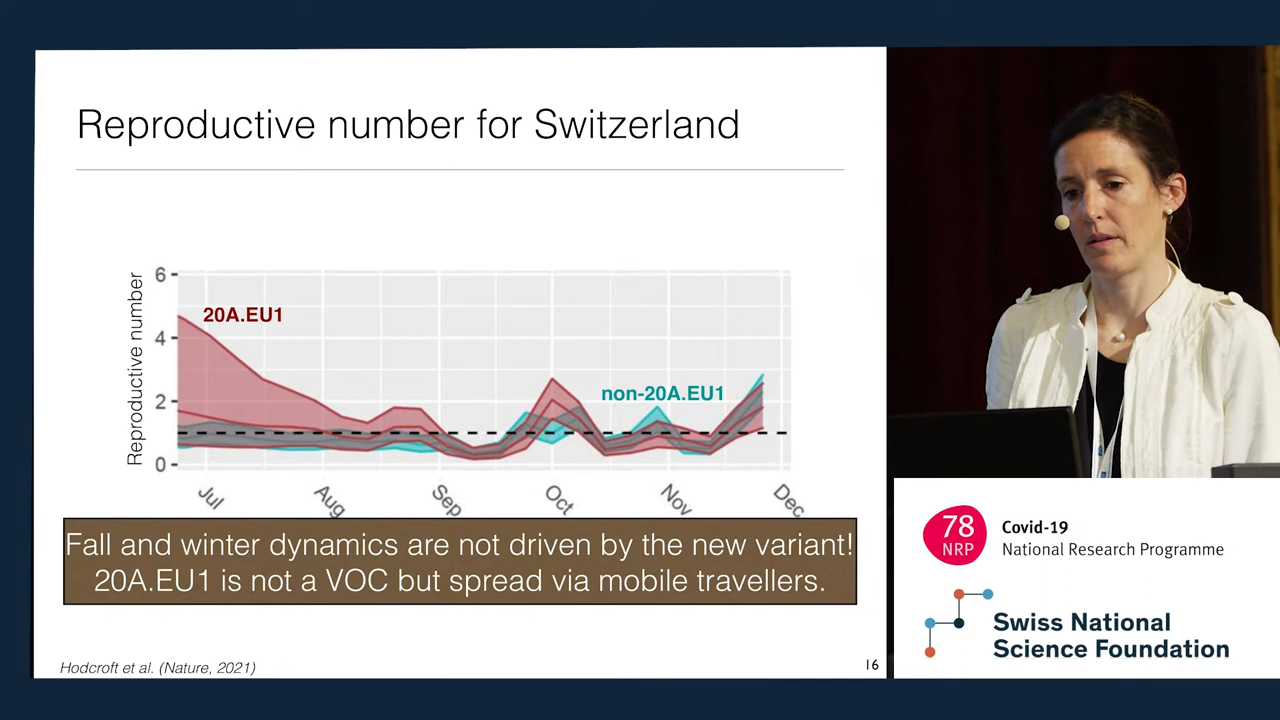 Reproductive number for Switzerland
Reproductive number
6
4
2
0
20A.EU1
non-20A.EU1
Jul
Aug
Sep
Oct
Nov
Dec
Fall and winter dynamics are not driven by the new variant!
20A.EU1 is not a VOC but spread via mobile travellers.
Hodcroft et al. (Nature, 2021)
16
78
NRP
Covid-19
National Research Programme
Swiss National
Science Foundation